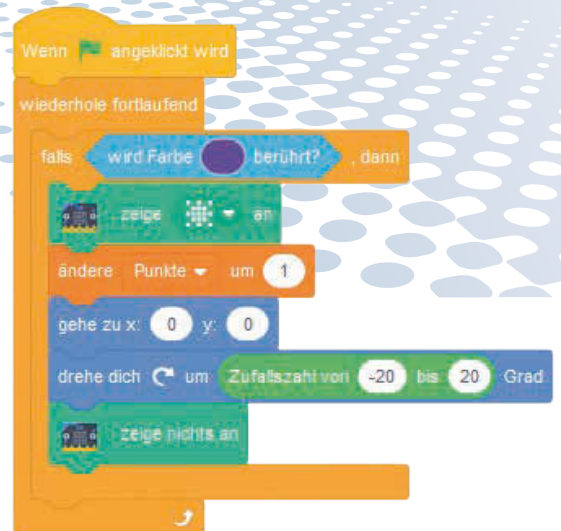 Wenn angeklickt wird
wiederhole fortlaufend
falls wird Farbe berührt? , dann
zeige an
ändere Punkte um 1
gehe zu x: 0 y: 0
drehe dich um Zufallszahl von -20 bis 20 Grad
zeige nichts an